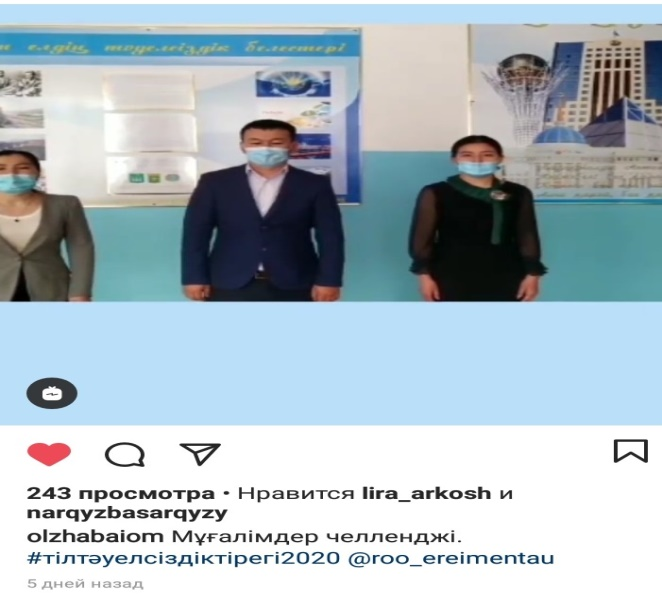 елдің тәуелсіздік белестері
243 просмотра • Нравится lira_arkosh и
narqyzbasarqyzy
olzhabaiom Мұғалімдер челленджі.
#тілтәуелсіздіктірегі2020 @roo_ereimentau
5 дней назад